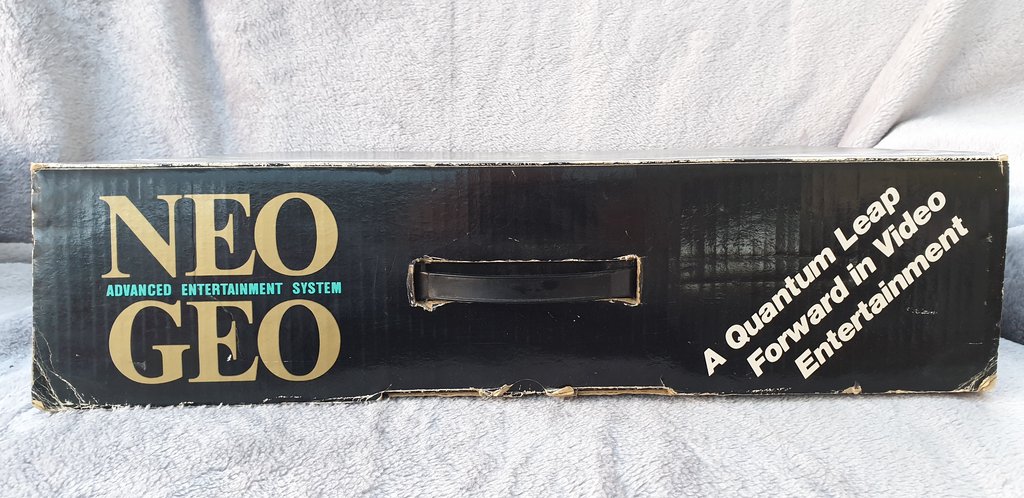 NEO
ADVANCED ENTERTAINMENT SYSTEM
GEO
A Quantum Leap
Forward in Video
Entertainment